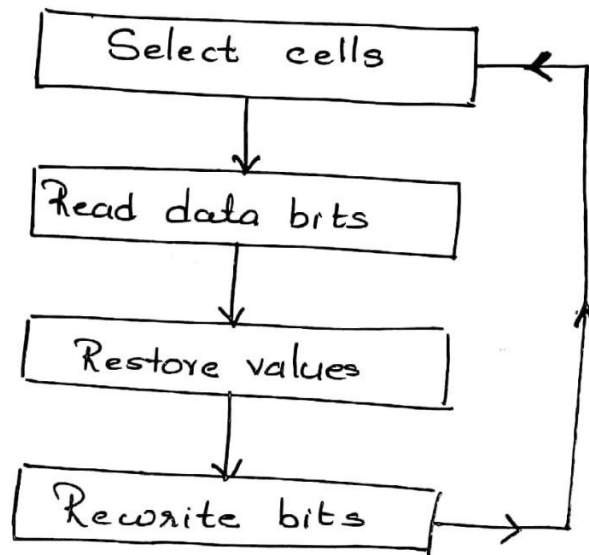 Select cells
Read data bits
Restore values
Rewrite bits